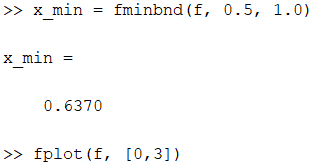 >> x_min = fminbnd(f, 0.5, 1.0)
x_min =
0.6370
>> fplot(f, [0,3])